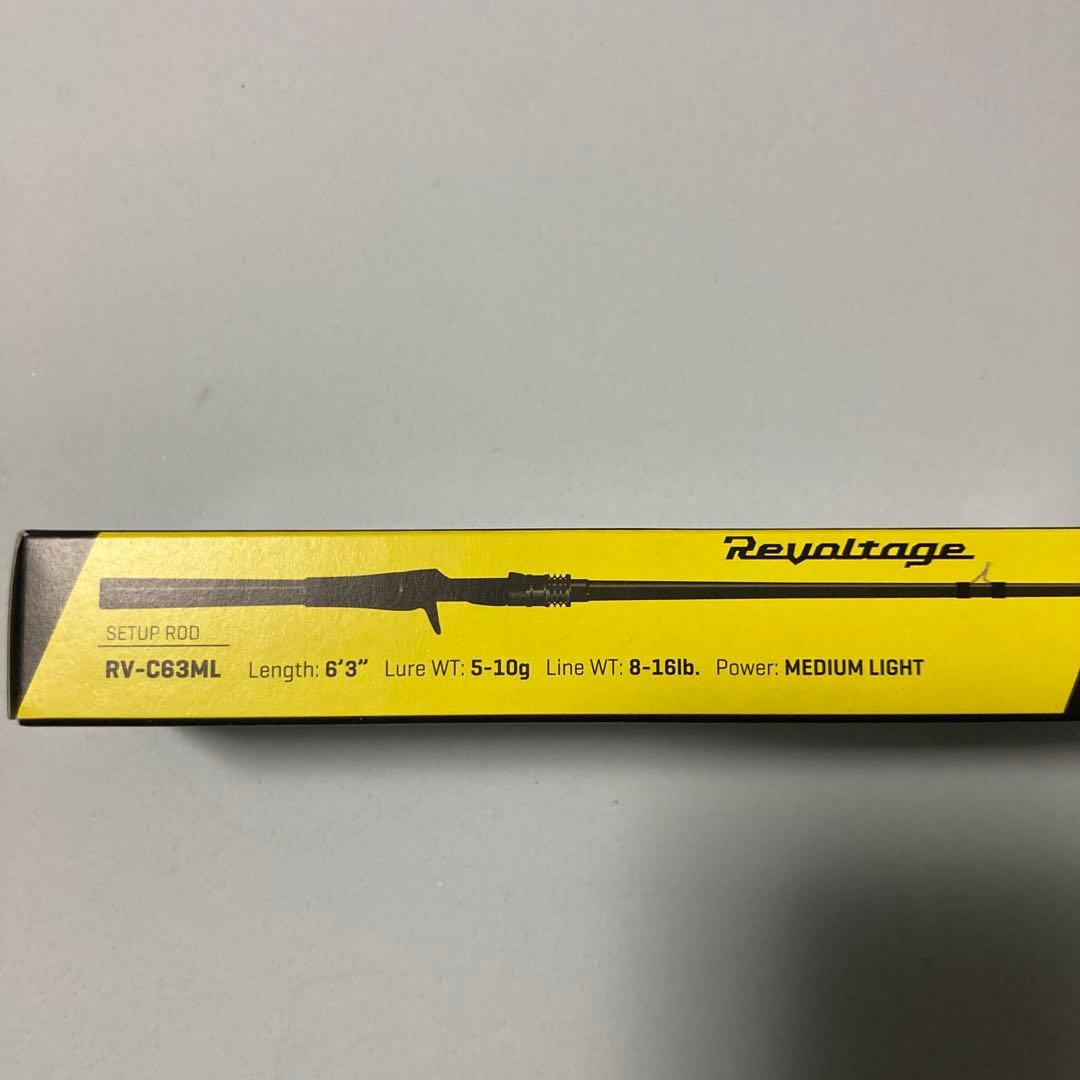 Revoltage
SETUP ROD
RV-C63ML Length: 6'3" Lure WT: 5-10g Line WT: 8-16lb. Power: MEDIUM LIGHT